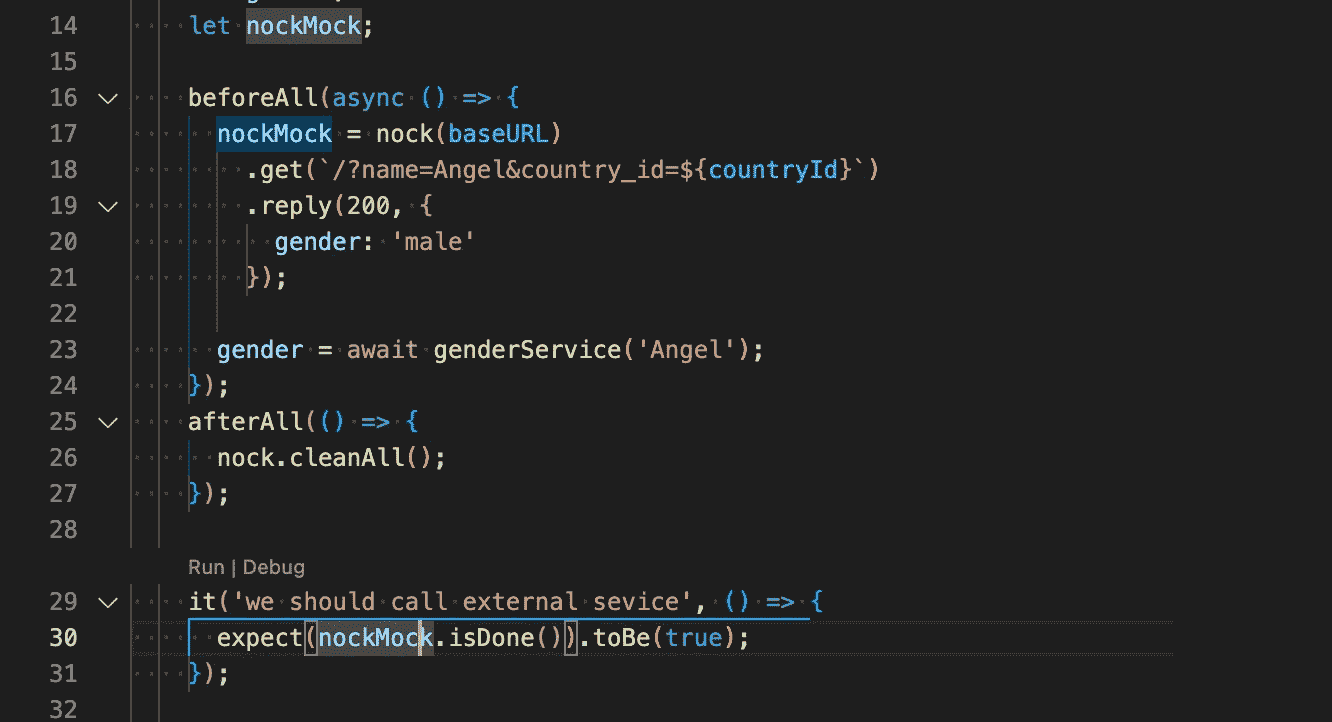 14 let nockMock;
15
16 beforeAll(async () => {
17 nockMock = nock(baseURL)
18 .get(`/?name=Angel&country_id=${countryId}`)
19 .reply(200, {
20 gender: 'male'
21 });
22
23 gender = await genderService('Angel');
24 });
25 afterAll(() => {
26 nock.cleanAll();
27 });
28
Run | Debug
29 it('we should call external sevice', () => {
30 expect(nockMock.isDone()).toBe(true);
31 });
32